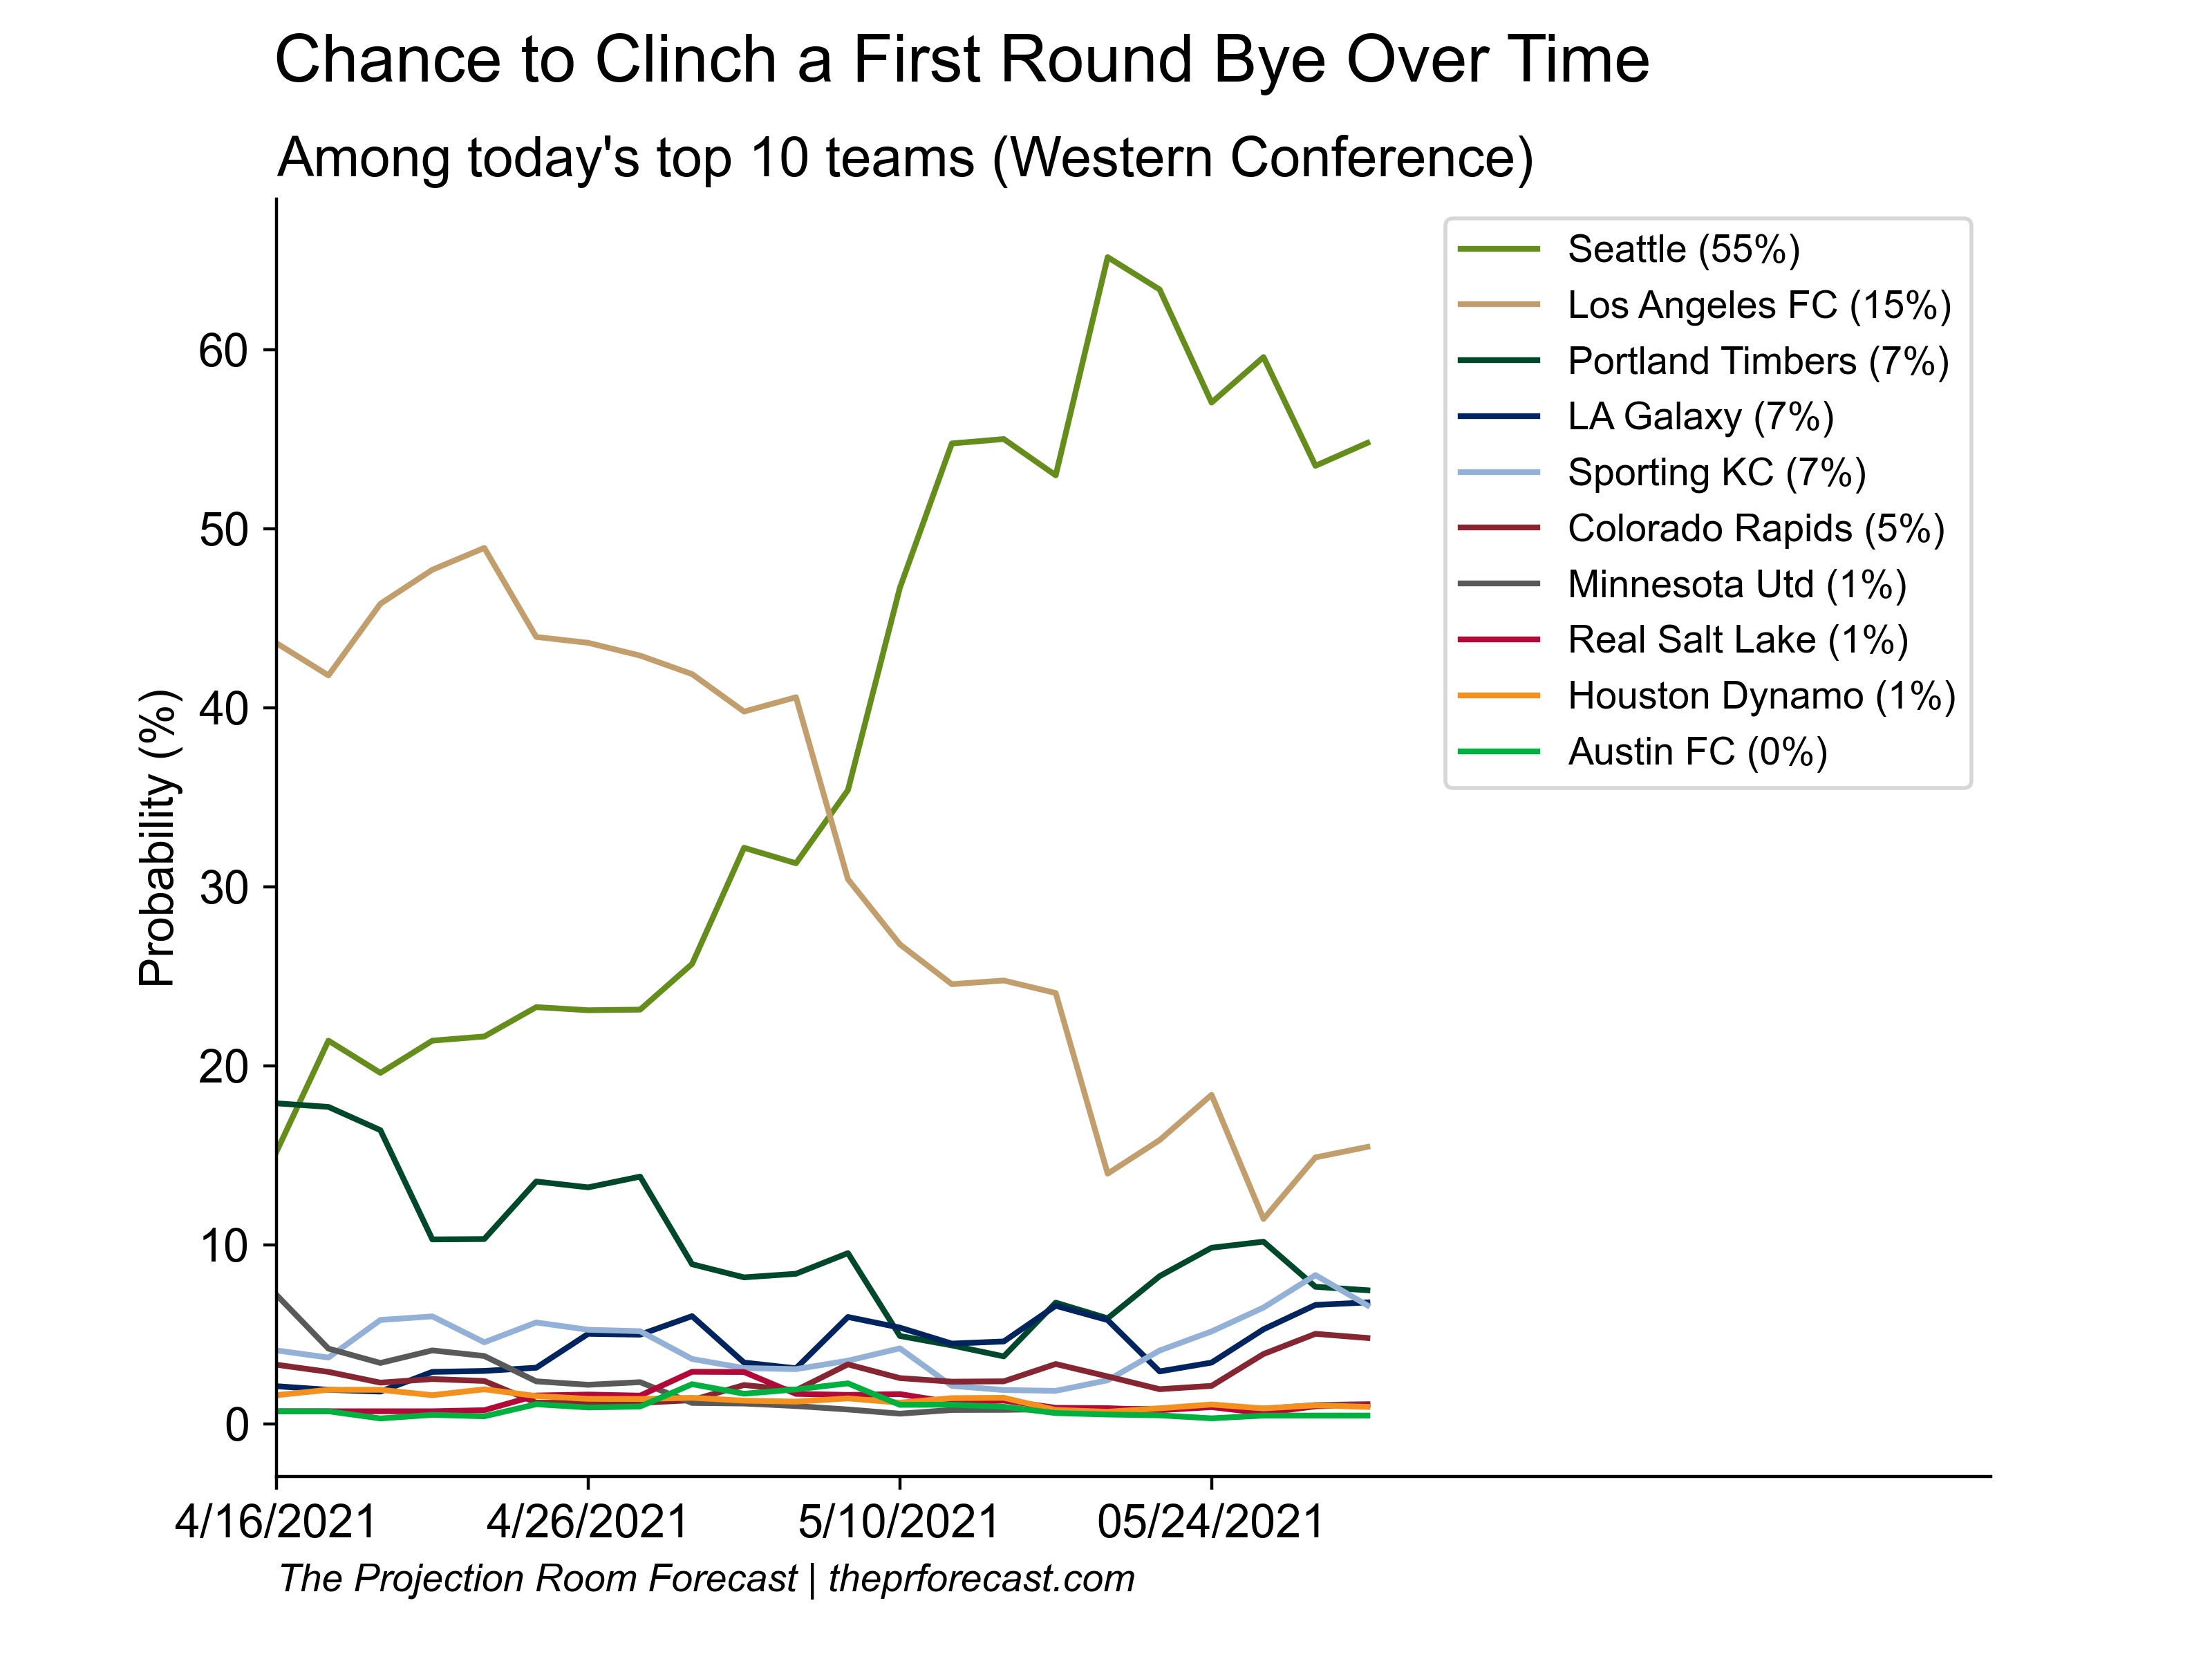 Chance to Clinch a First Round Bye Over Time
Among today's top 10 teams (Western Conference)
Seattle (55%)
Los Angeles FC (15%)
Portland Timbers (7%)
LA Galaxy (7%)
Sporting KC (7%)
Colorado Rapids (5%)
Minnesota Utd (1%)
Real Salt Lake (1%)
Houston Dynamo (1%)
Austin FC (0%)
Probability (%)
60
50
40
30
20
10
0
4/16/2021 4/26/2021 5/10/2021 05/24/2021
The Projection Room Forecast | theprforecast.com